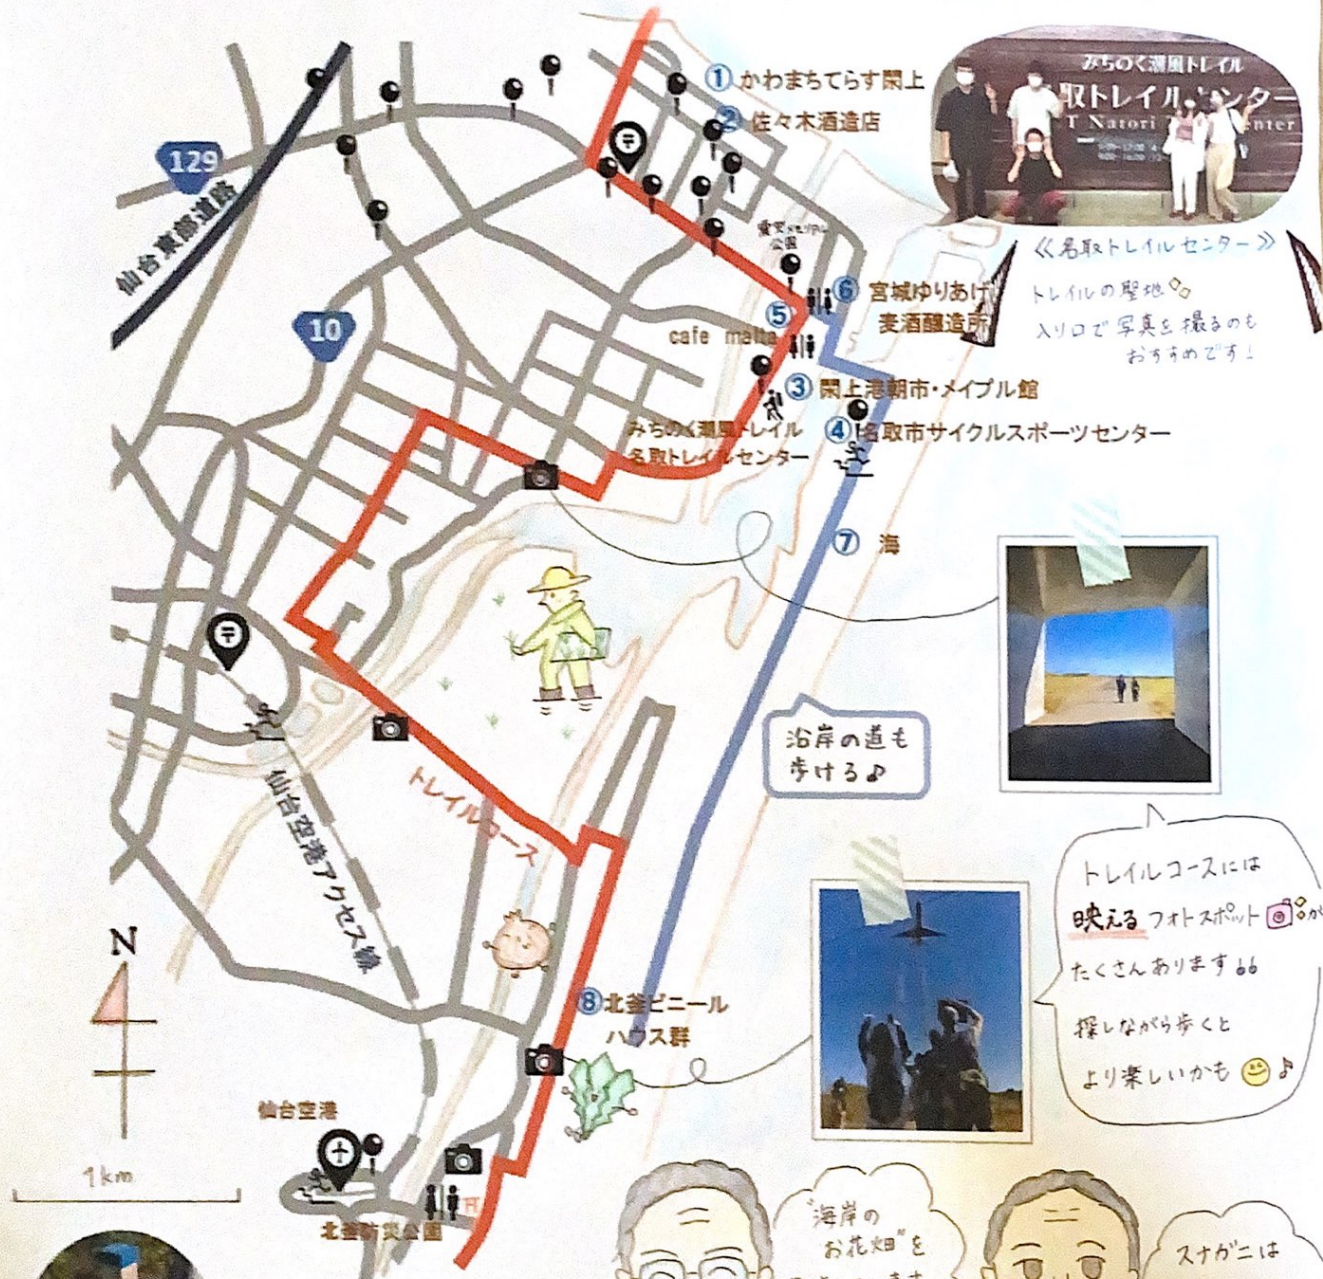 みちのく潮風トレイル
取トレイルセンター
T Natori
① かわまちてらす閖上
② 佐々木酒造店
129
仙台東部道路
公園
《名取トレイルセンター》
トレイルの聖地
入り口で写真を撮るのも
おすすめです!
⑥ 宮城ゆりあげ
麦酒醸造所
⑤
cafe malta
10
③ 閖上港朝市・メイプル館
みちのく潮風トレイル
名取トレイルセンター
④ 名取市サイクルスポーツセンター
⑦ 海
沿岸の道も
歩ける♪
トレイルコース
仙台空港アクセス線
トレイルコースには
映えるフォトスポットが
たくさんあります
探しながら歩くと
より楽しいかも♪
N
⑧北釜ビニール
ハウス群
仙台空港
1km
北釜防災公園
"海岸の
お花畑"を
スナガニは